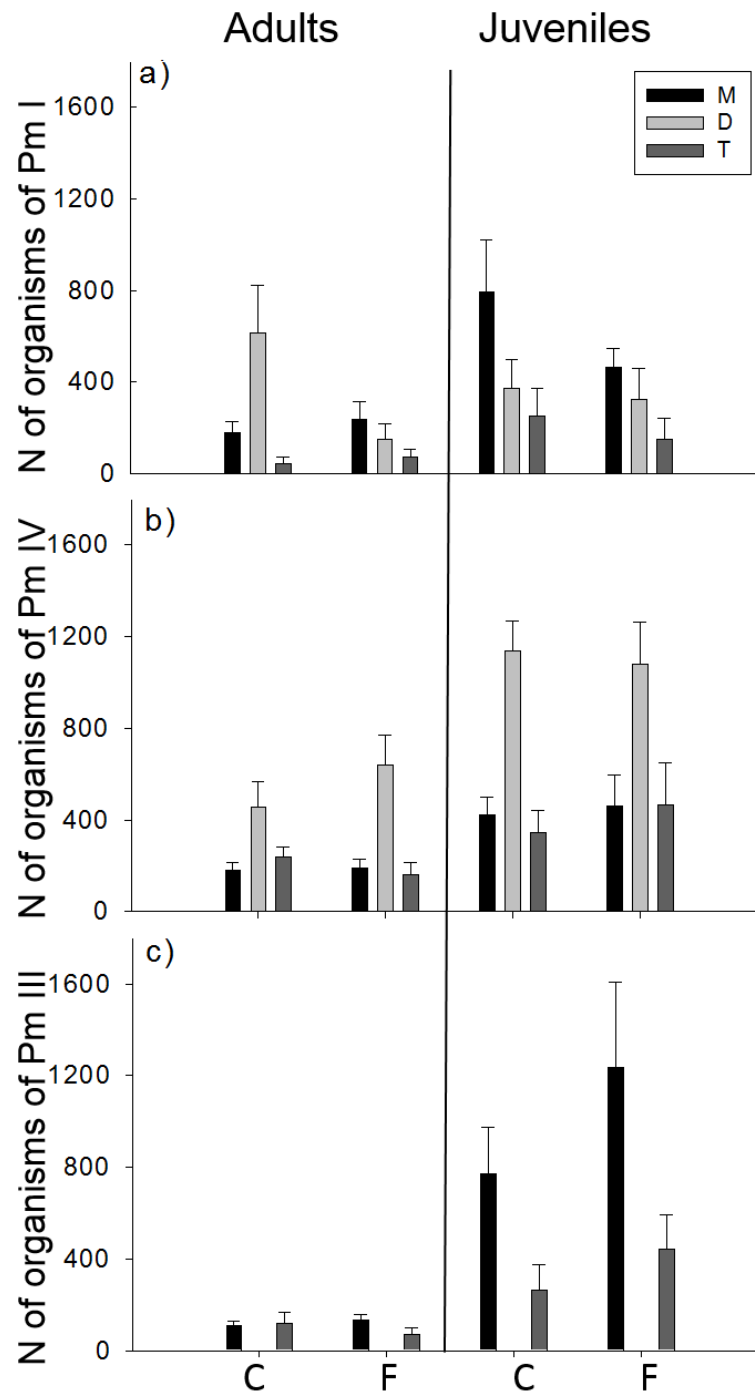 Adults Juveniles
a)
M
D
T
N of organisms of Pm I
1600
1200
800
400
0
b)
N of organisms of Pm IV
1600
1200
800
400
0
c)
N of organisms of Pm III
1600
1200
800
400
0
C F C F